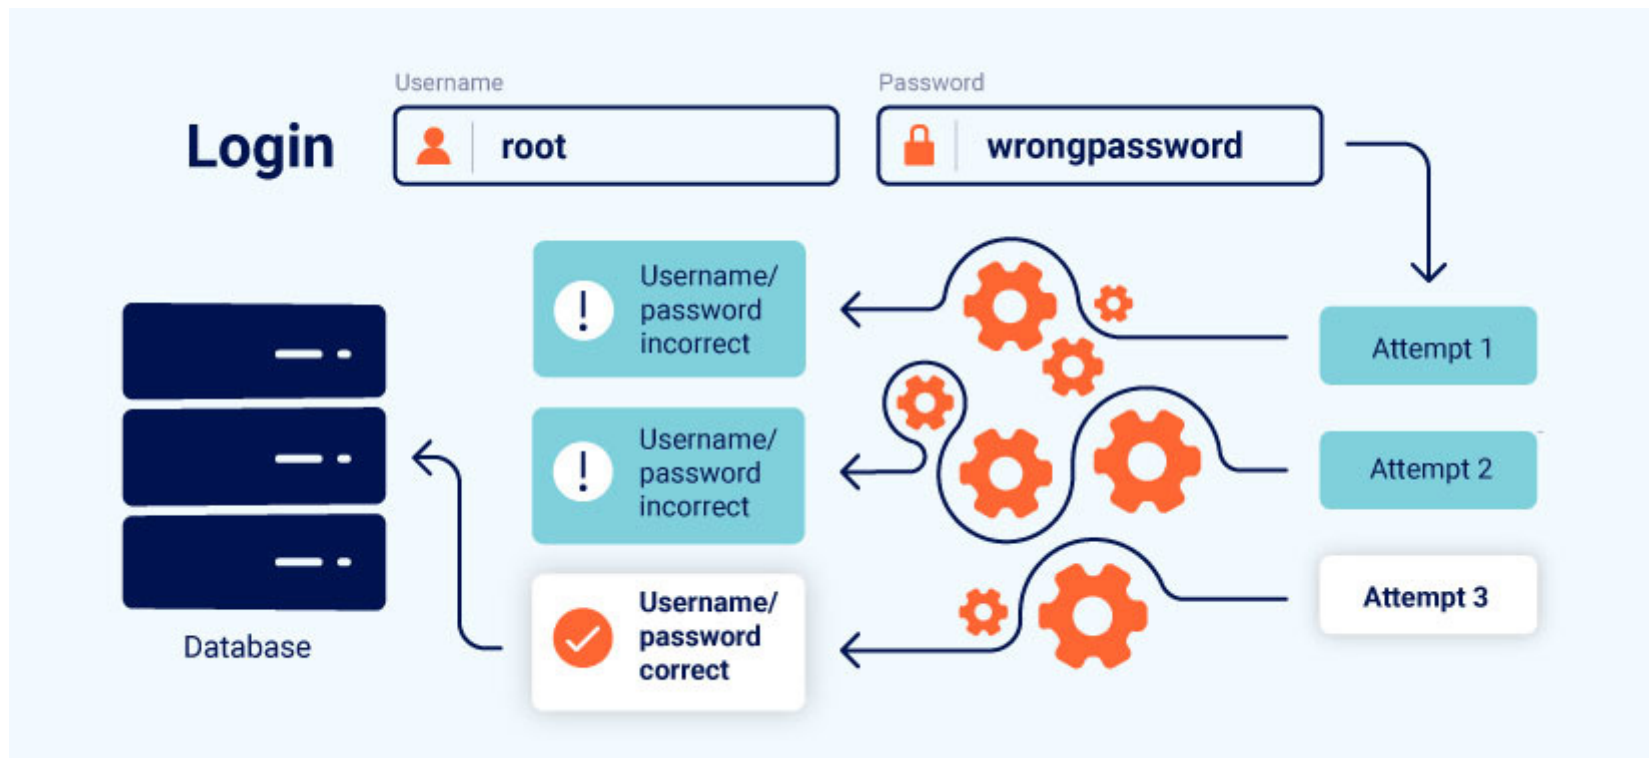 Username
Password
Login
root
wrongpassword
Username/
password
incorrect
Attempt 1
Username/
password
incorrect
Attempt 2
Username/
password
correct
Attempt 3
Database